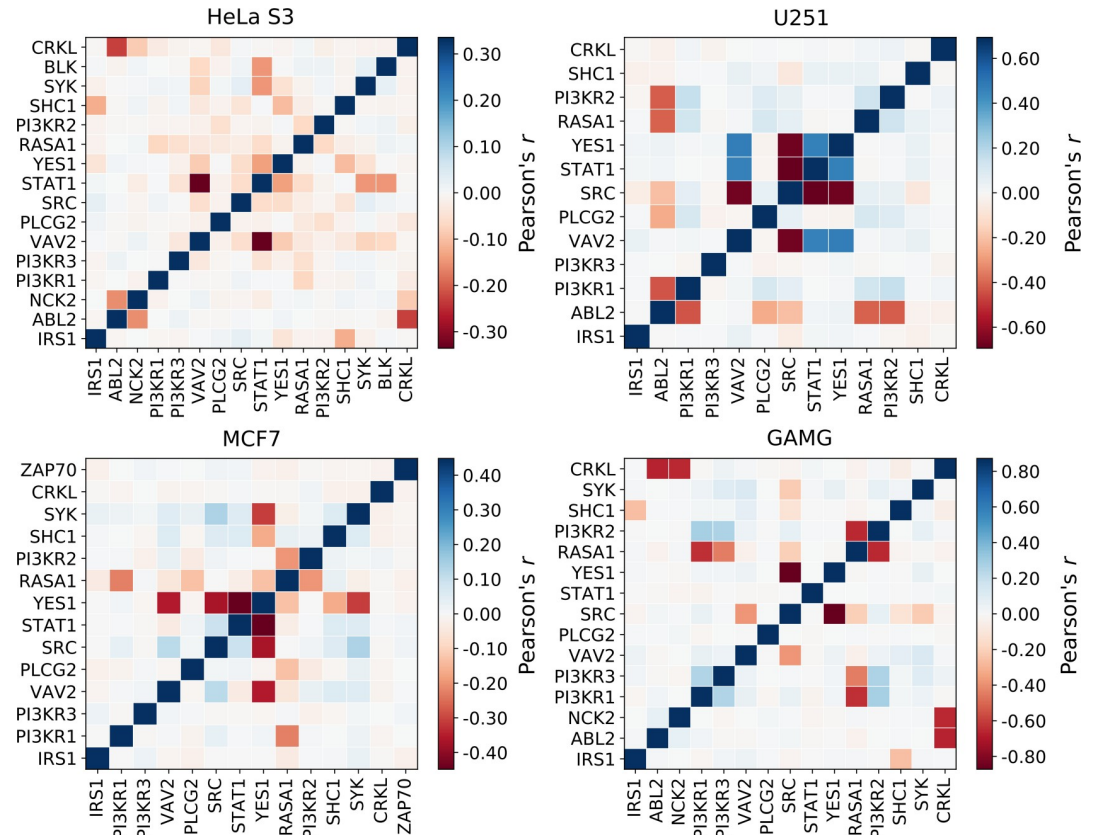 HeLa S3
CRKL
BLK
SYK
SHC1
PI3KR2
RASA1
YES1
STAT1
SRC
PLCG2
VAV2
PI3KR3
PI3KR1
NCK2
ABL2
IRS1
IRS1 ABL2 NCK2 PI3KR1 PI3KR3 VAV2 PLCG2 SRC STAT1 YES1 RASA1 PI3KR2 SHC1 SYK BLK CRKL
0.30
0.20
0.10
0.00
-0.10
-0.20
-0.30
Pearson's r
U251
CRKL
SHC1
PI3KR2
RASA1
YES1
STAT1
SRC
PLCG2
VAV2
PI3KR3
PI3KR1
ABL2
IRS1
IRS1 ABL2 PI3KR1 PI3KR3 VAV2 PLCG2 SRC STAT1 YES1 RASA1 PI3KR2 SHC1 CRKL
0.60
0.40
0.20
0.00
-0.20
-0.40
-0.60
Pearson's r
MCF7
ZAP70
CRKL
SYK
SHC1
PI3KR2
RASA1
YES1
STAT1
SRC
PLCG2
VAV2
PI3KR3
PI3KR1
IRS1
IRS1 PI3KR1 PI3KR3 VAV2 PLCG2 SRC STAT1 YES1 RASA1 PI3KR2 SHC1 SYK CRKL ZAP70
0.40
0.30
0.20
0.10
0.00
-0.10
-0.20
-0.30
-0.40
Pearson's r
GAMG
CRKL
SYK
SHC1
PI3KR2
RASA1
YES1
STAT1
SRC
PLCG2
VAV2
PI3KR3
PI3KR1
NCK2
ABL2
IRS1
IRS1 ABL2 NCK2 PI3KR1 PI3KR3 VAV2 PLCG2 SRC STAT1 YES1 RASA1 PI3KR2 SHC1 SYK CRKL
0.80
0.60
0.40
0.20
0.00
-0.20
-0.40
-0.60
-0.80
Pearson's r